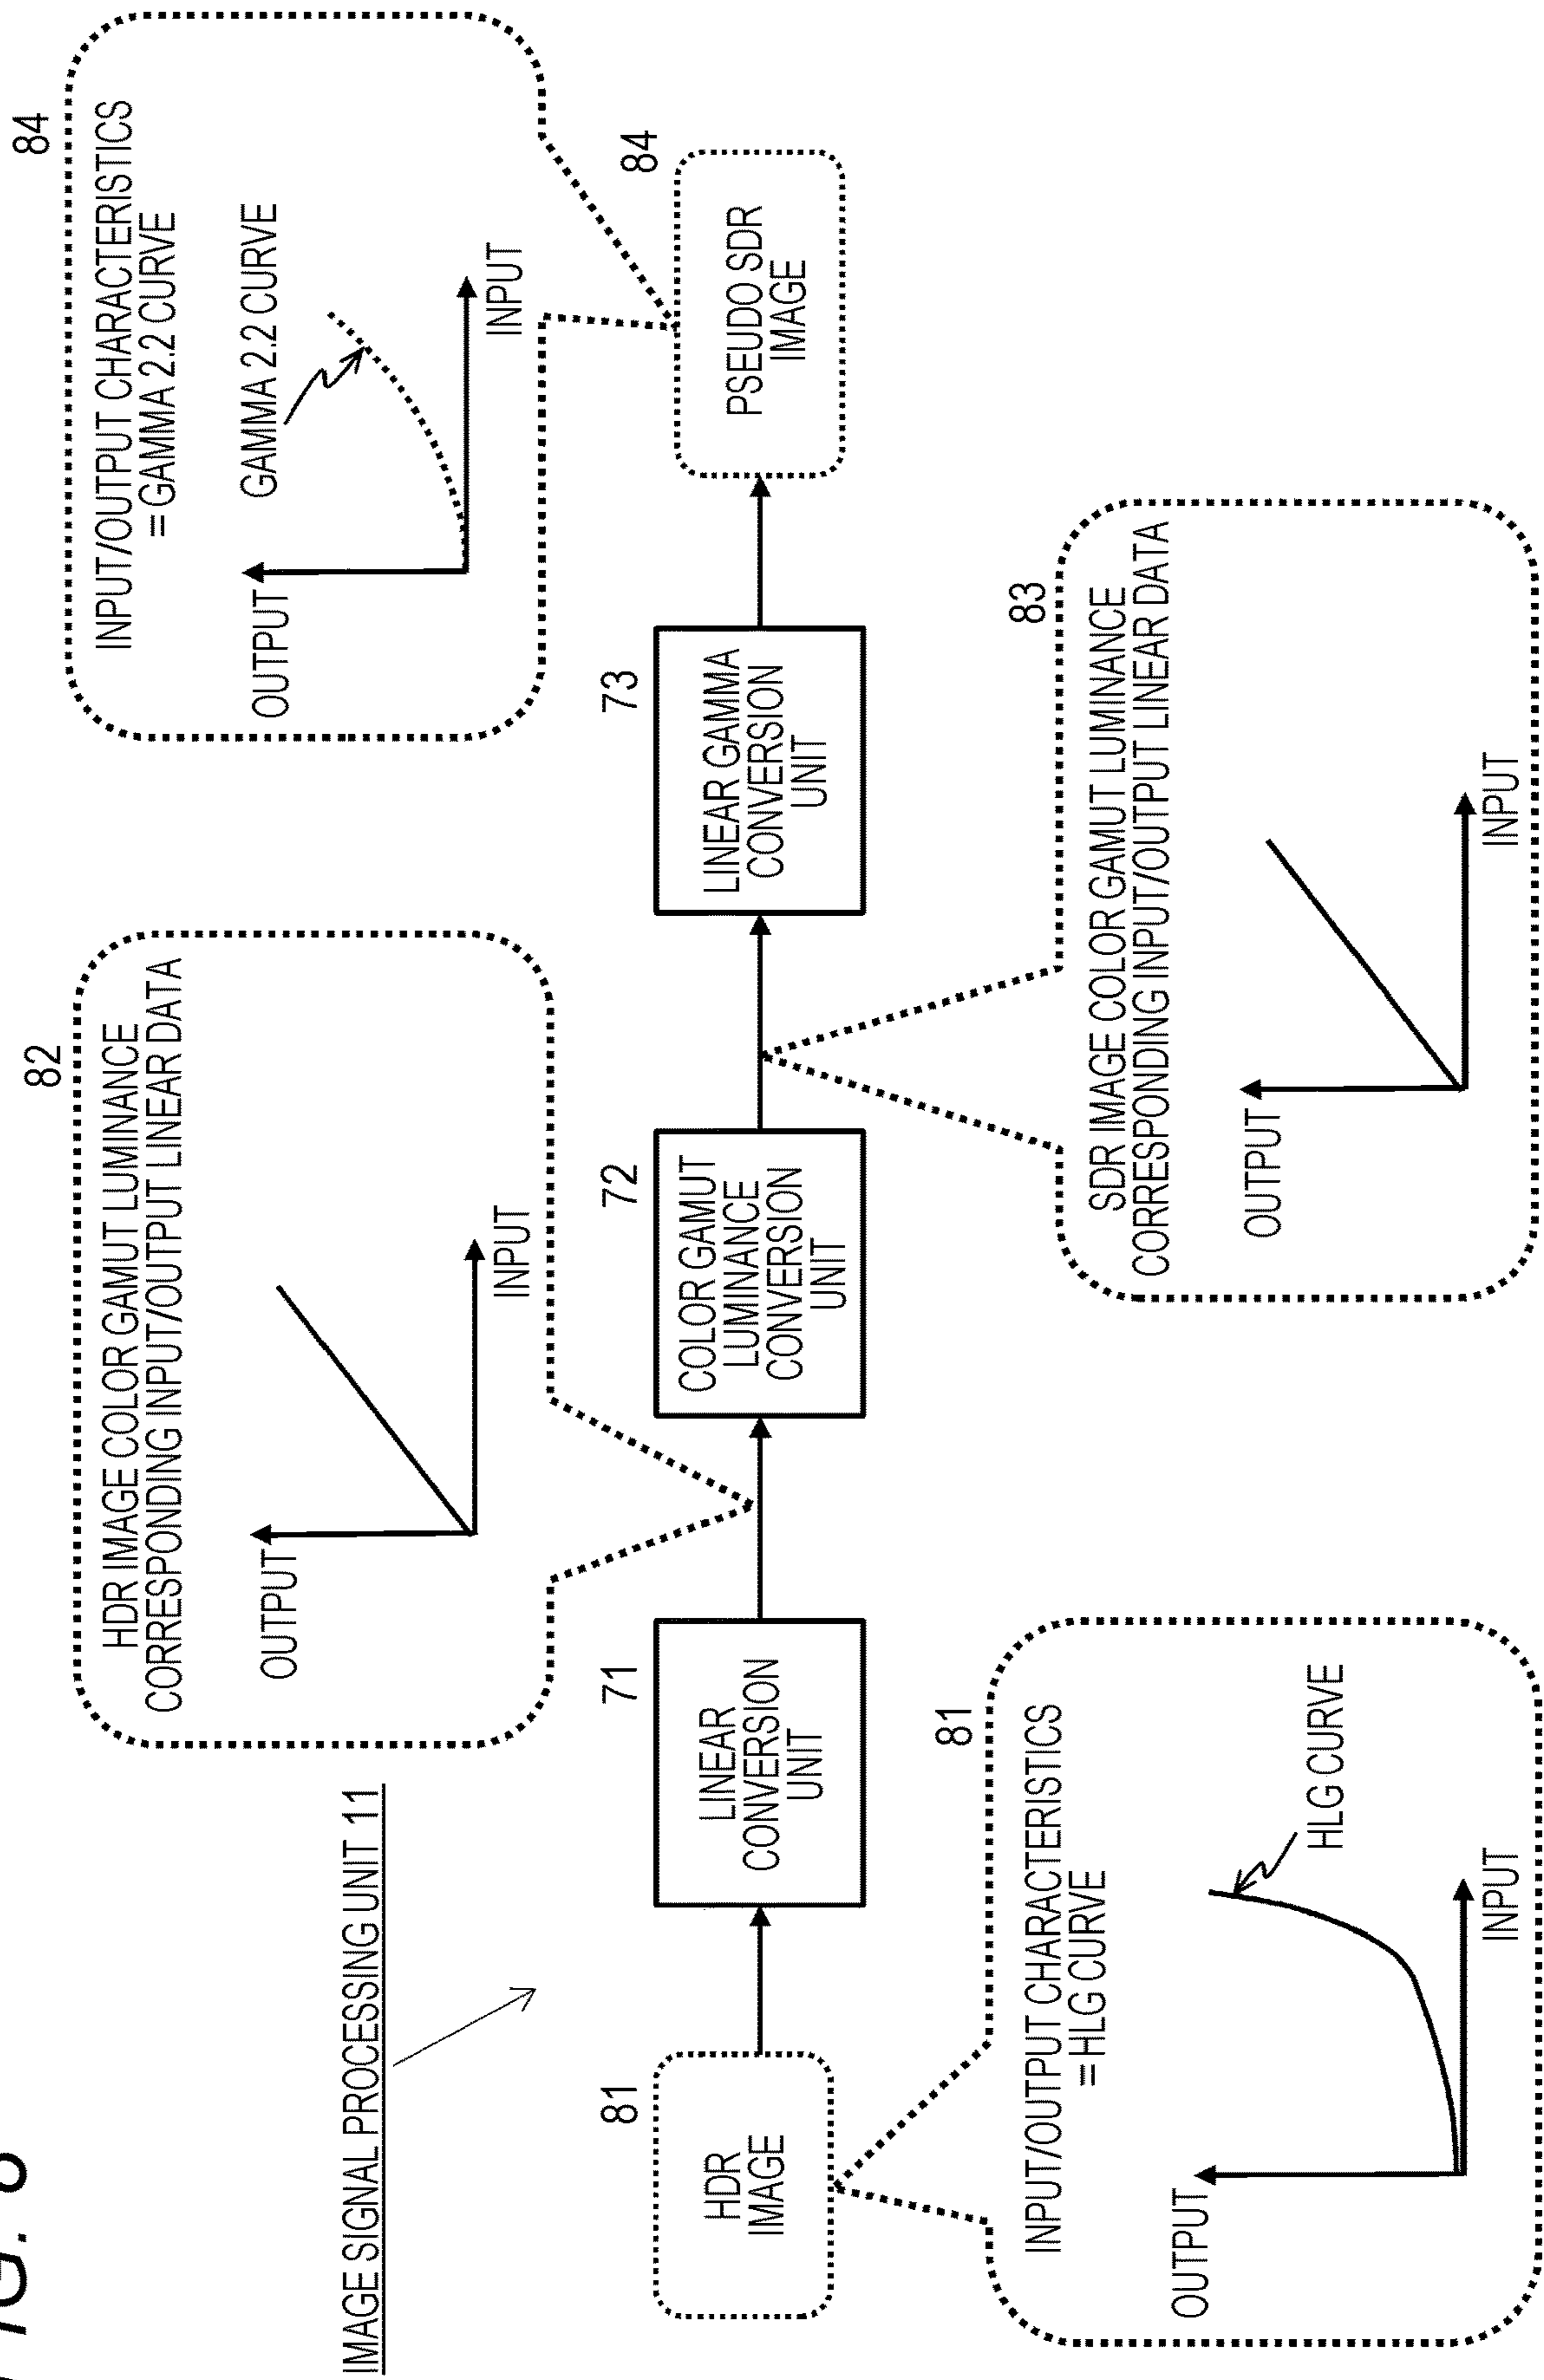 FIG. 8
IMAGE SIGNAL PROCESSING UNIT 11
82
HDR IMAGE COLOR GAMUT LUMINANCE
CORRESPONDING INPUT/OUTPUT LINEAR DATA
OUTPUT
INPUT
84
INPUT/OUTPUT CHARACTERISTICS
=GAMMA 2.2 CURVE
GAMMA 2.2 CURVE
OUTPUT
INPUT
81
HDR
IMAGE
71
LINEAR
CONVERSION
UNIT
72
COLOR GAMUT
LUMINANCE
CONVERSION
UNIT
73
LINEAR GAMMA
CONVERSION
UNIT
84
PSEUDO SDR
IMAGE
81
INPUT/OUTPUT CHARACTERISTICS
=HLG CURVE
HLG CURVE
OUTPUT
INPUT
83
SDR IMAGE COLOR GAMUT LUMINANCE
CORRESPONDING INPUT/OUTPUT LINEAR DATA
OUTPUT
INPUT